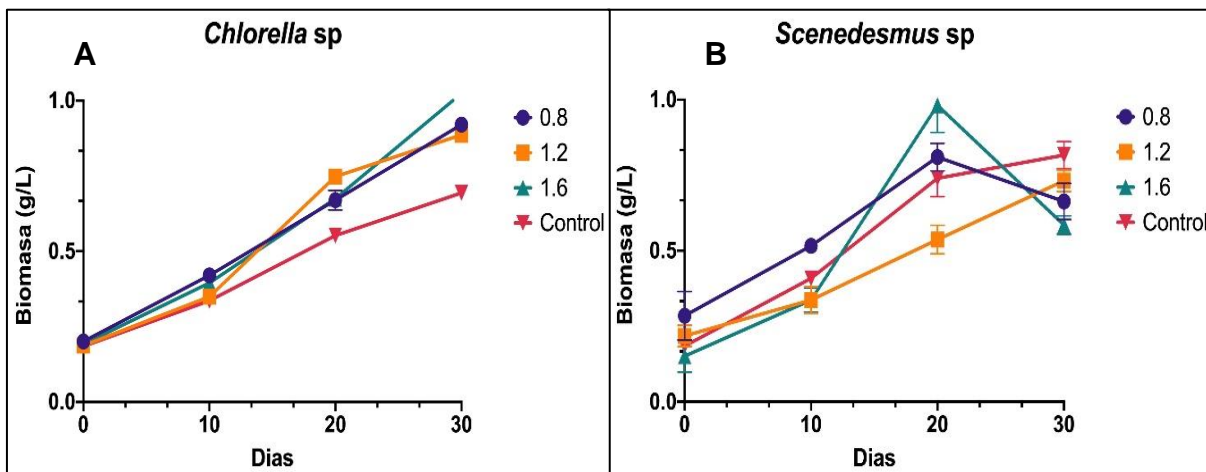 A
Chlorella sp
1.0
0.5
0.0
Biomasa (g/L)
0 10 20 30
Dias
0.8
1.2
1.6
Control
B
Scenedesmus sp
1.0
0.5
0.0
Biomasa (g/L)
0 10 20 30
Dias
0.8
1.2
1.6
Control